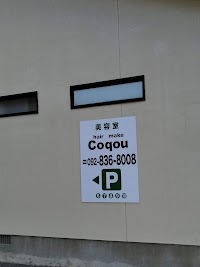 美容室
hair make
Coqou
☎092-836-8008
◀P